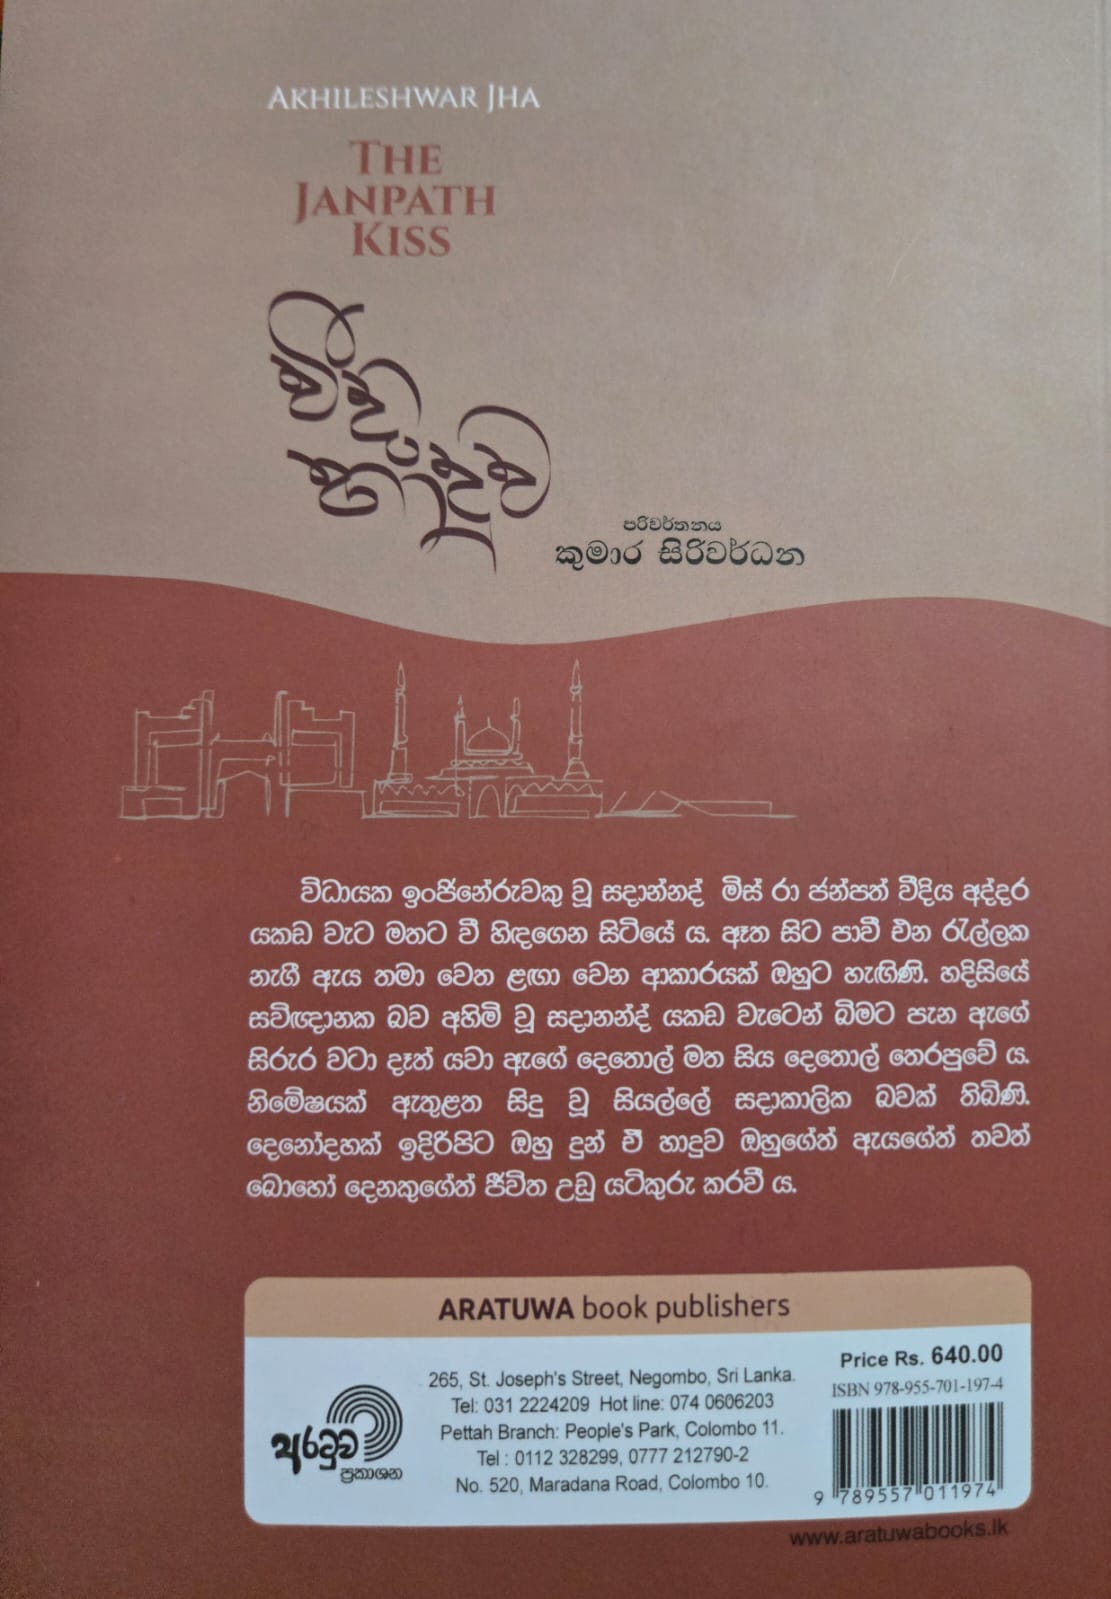 AKHILESHWAR JHA
THE
JANPATH
KISS
වීථි
හාදුව
පරිවර්තනය
කුමාර සිරිවර්ධන
විධායක ඉංජිනේරුවකු වූ සදාන්නද් මිස් රා ජන්පත් වීදිය අද්දර
යකඩ වැට මතට වී හිඳගෙන සිටියේ ය. ඈත සිට පාවී එන රැල්ලක
නැගී ඇය තමා වෙත ළඟා වෙන ආකාරයක් ඔහුට හැඟිණි. හදිසියේ
සවිඥානක බව අහිමි වූ සදානන්ද් යකඩ වැටෙන් බිමට පැන ඇගේ
සිරුර වටා දෑත් යවා ඇගේ දෙතොල් මත සිය දෙතොල් තෙරපුවේ ය.
නිමේෂයක් ඇතුළත සිදු වූ සියල්ලේ සදාකාලික බවක් තිබිණි.
දෙනෝදහක් ඉදිරිපිට ඔහු දුන් ඒ හාදුව ඔහුගේත් ඇයගේත් තවත්
බොහෝ දෙනකුගේත් ජීවිත උඩු යටිකුරු කරවී ය.
ARATUWA book publishers
265, St. Joseph's Street, Negombo, Sri Lanka.
Tel: 031 2224209 Hot line: 074 0606203
Pettah Branch: People's Park, Colombo 11.
Tel : 0112 328299, 0777 212790-2
No. 520, Maradana Road, Colombo 10.
අරටුව
ප්‍රකාශන
Price Rs. 640.00
ISBN 978-955-701-197-4
9 789557 011974
www.aratuwabooks.lk